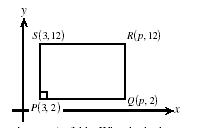 y
S(3,12) R(p,12)
Q(p,2)
P(3,2) x